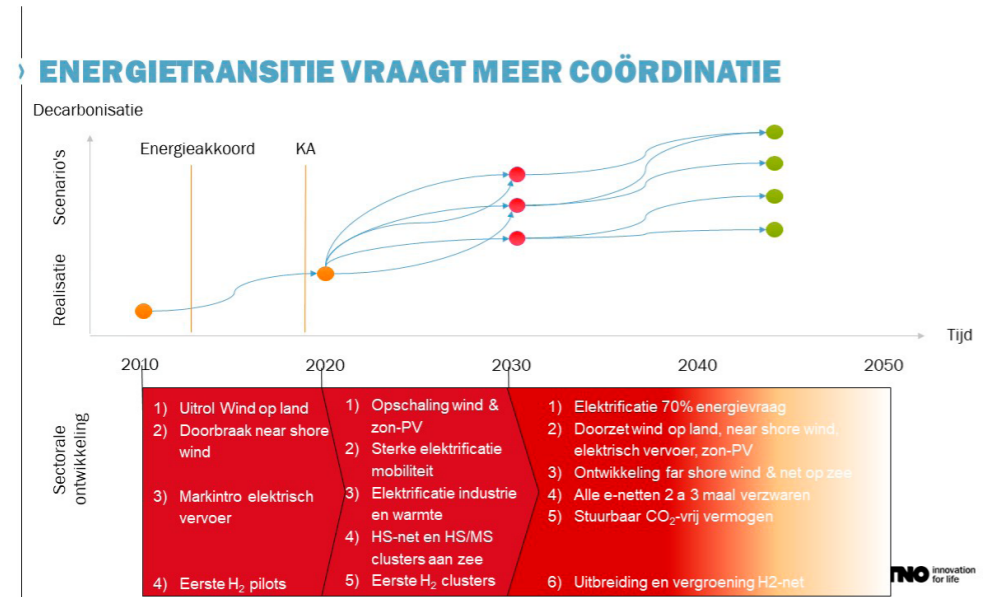 ENERGIETRANSITIE VRAAGT MEER COÖRDINATIE
Decarbonisatie
Energieakkoord
KA
Scenario's
Realisatie
Tijd
2010
2020
2030
2040
2050
Sectorale
ontwikkeling
1) Uitrol Wind op land
2) Doorbraak near shore
wind
3) Markintro elektrisch
vervoer
4) Eerste H₂ pilots
1) Opschaling wind &
zon-PV
2) Sterke elektrificatie
mobiliteit
3) Elektrificatie industrie
en warmte
4) HS-net en HS/MS
clusters aan zee
5) Eerste H₂ clusters
1) Elektrificatie 70% energievraag
2) Doorzet wind op land, near shore wind,
elektrisch vervoer, zon-PV
3) Ontwikkeling far shore wind & net op zee
4) Alle e-netten 2 a 3 maal verzwaren
5) Stuurbaar CO₂-vrij vermogen
6) Uitbreiding en vergroening H2-net
TNO innovation
for life